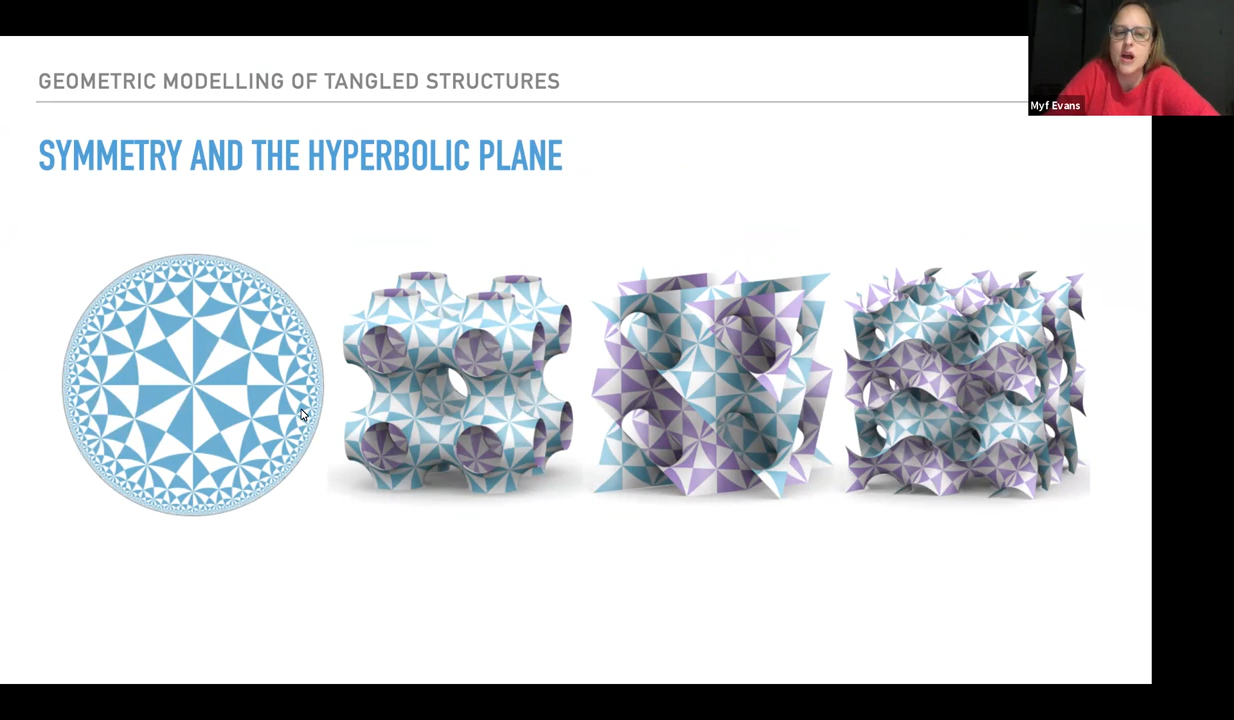 GEOMETRIC MODELLING OF TANGLED STRUCTURES
Myf Evans
SYMMETRY AND THE HYPERBOLIC PLANE